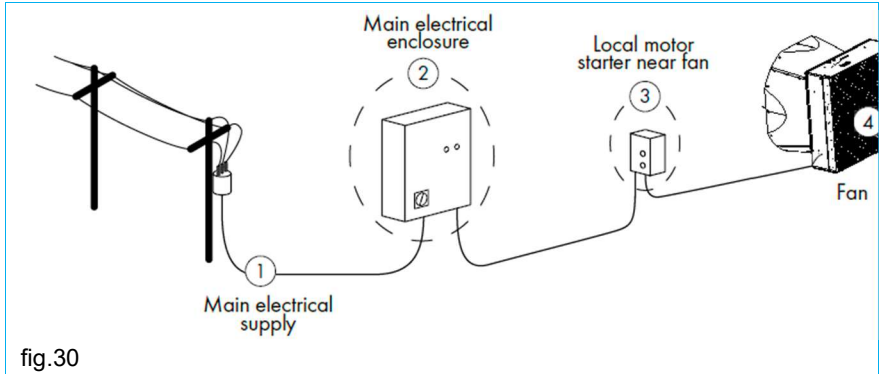 Main electrical
enclosure
2
Local motor
starter near fan
3
4
Fan
1
Main electrical
supply
fig.30